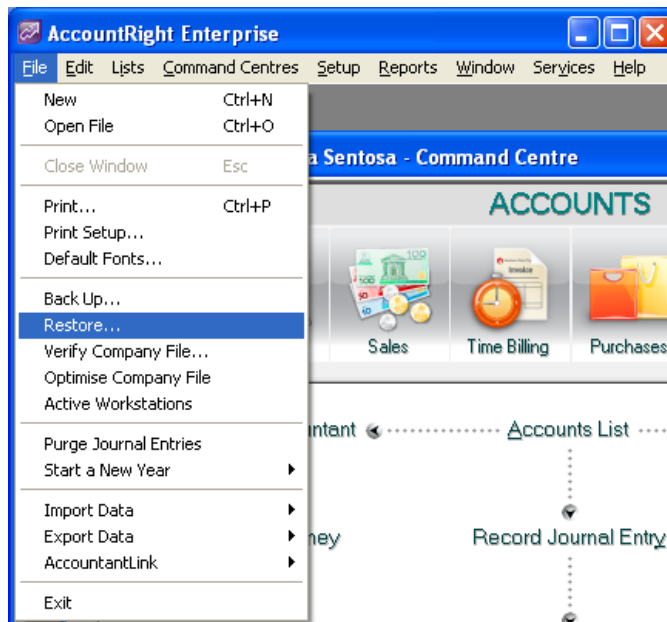 AccountRight Enterprise
File Edit Lists Command Centres Setup Reports Window Services Help
New Ctrl+N
Open File Ctrl+O
Close Window Esc
Print... Ctrl+P
Print Setup...
Default Fonts...
Back Up...
Restore...
Verify Company File...
Optimise Company File
Active Workstations
Purge Journal Entries
Start a New Year
Import Data
Export Data
AccountantLink
Exit
a Sentosa - Command Centre
ACCOUNTS
Sales Time Billing Purchases
Accounts List
Record Journal Entry